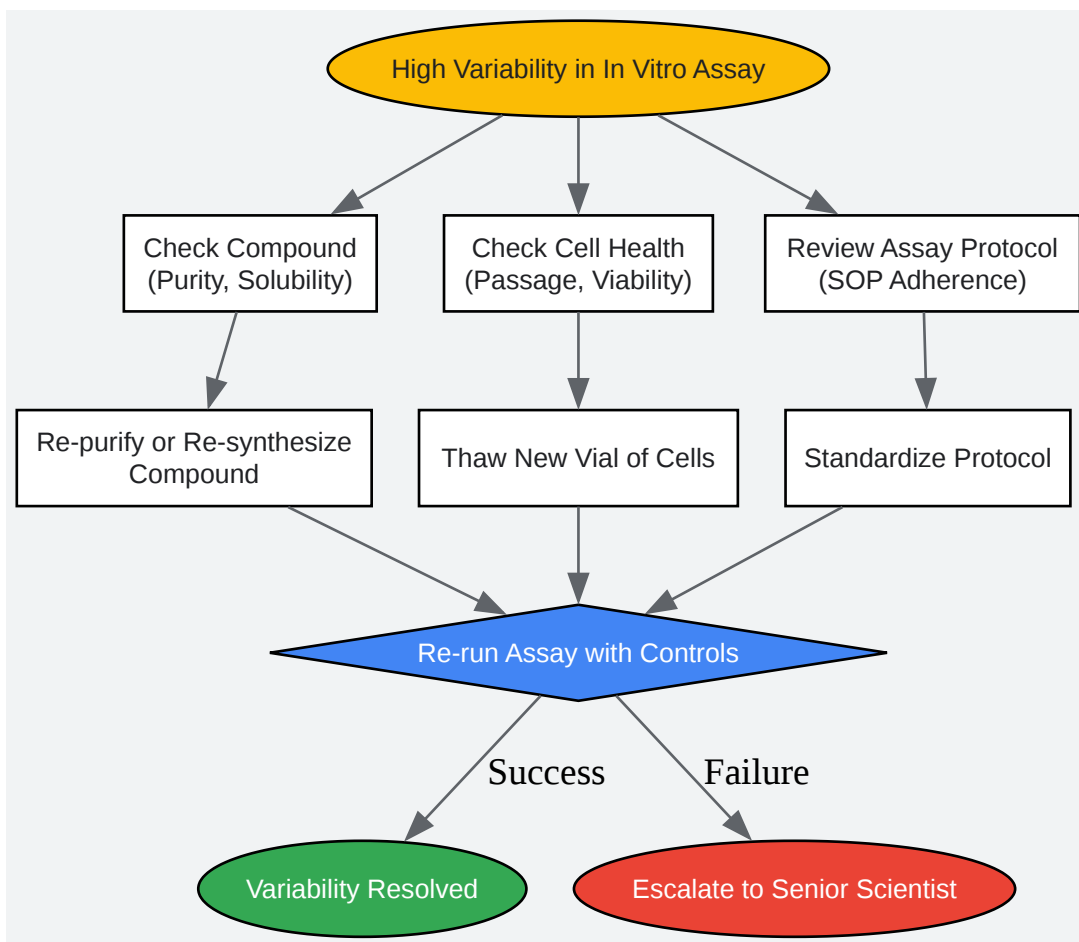 High Variability in In Vitro Assay
Check Compound
(Purity, Solubility)
Check Cell Health
(Passage, Viability)
Review Assay Protocol
(SOP Adherence)
Re-purify or Re-synthesize
Compound
Thaw New Vial of Cells
Standardize Protocol
Re-run Assay with Controls
Success
Failure
Variability Resolved
Escalate to Senior Scientist